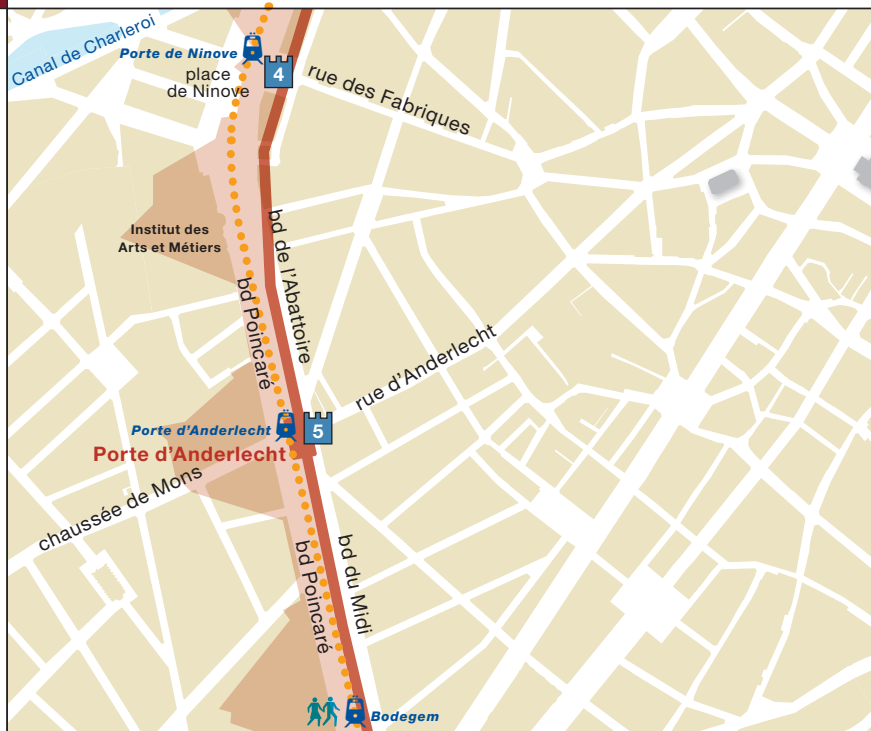 Canal de Charleroi
Porte de Ninove
place
de Ninove
4
rue des Fabriques
Institut des
Arts et Métiers
bd de l'Abattoire
bd Poincaré
rue d'Anderlecht
Porte d'Anderlecht
5
Porte d'Anderlecht
chaussée de Mons
bd Poincaré
bd du Midi
Bodegem